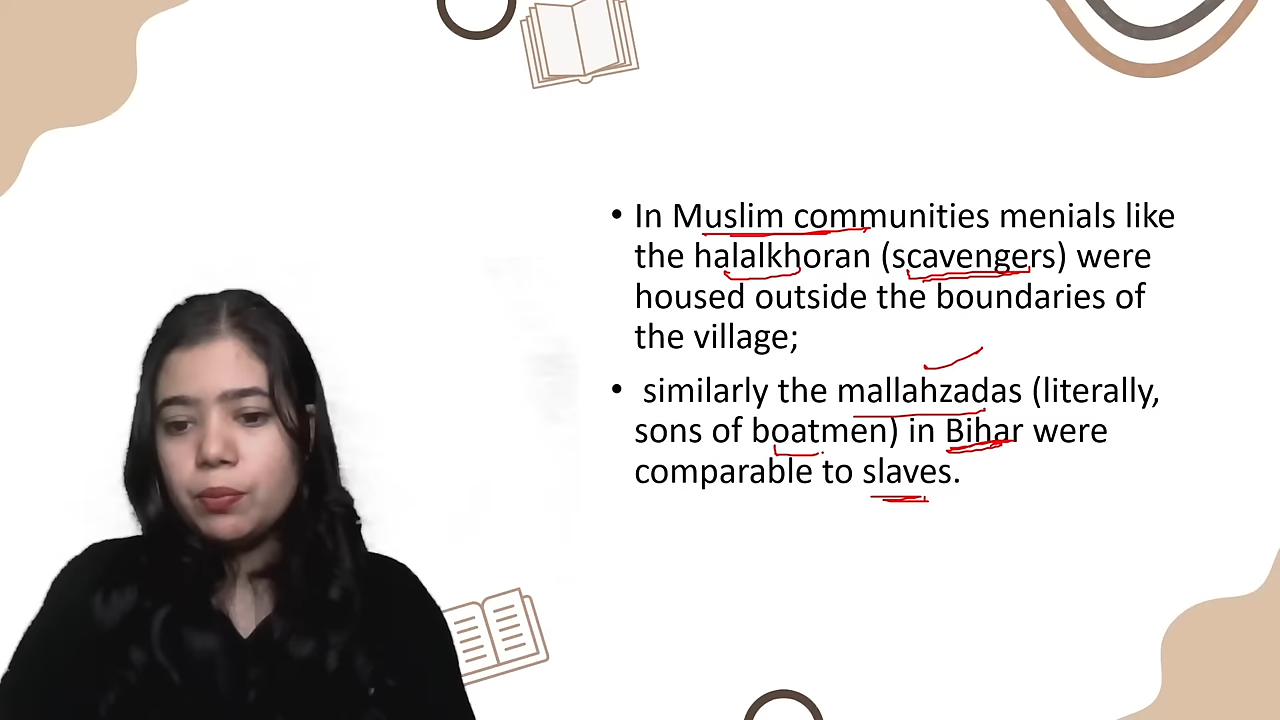 • In Muslim communities menials like
the halalkhoran (scavengers) were
housed outside the boundaries of
the village;
• similarly the mallahzadas (literally,
sons of boatmen) in Bihar were
comparable to slaves.